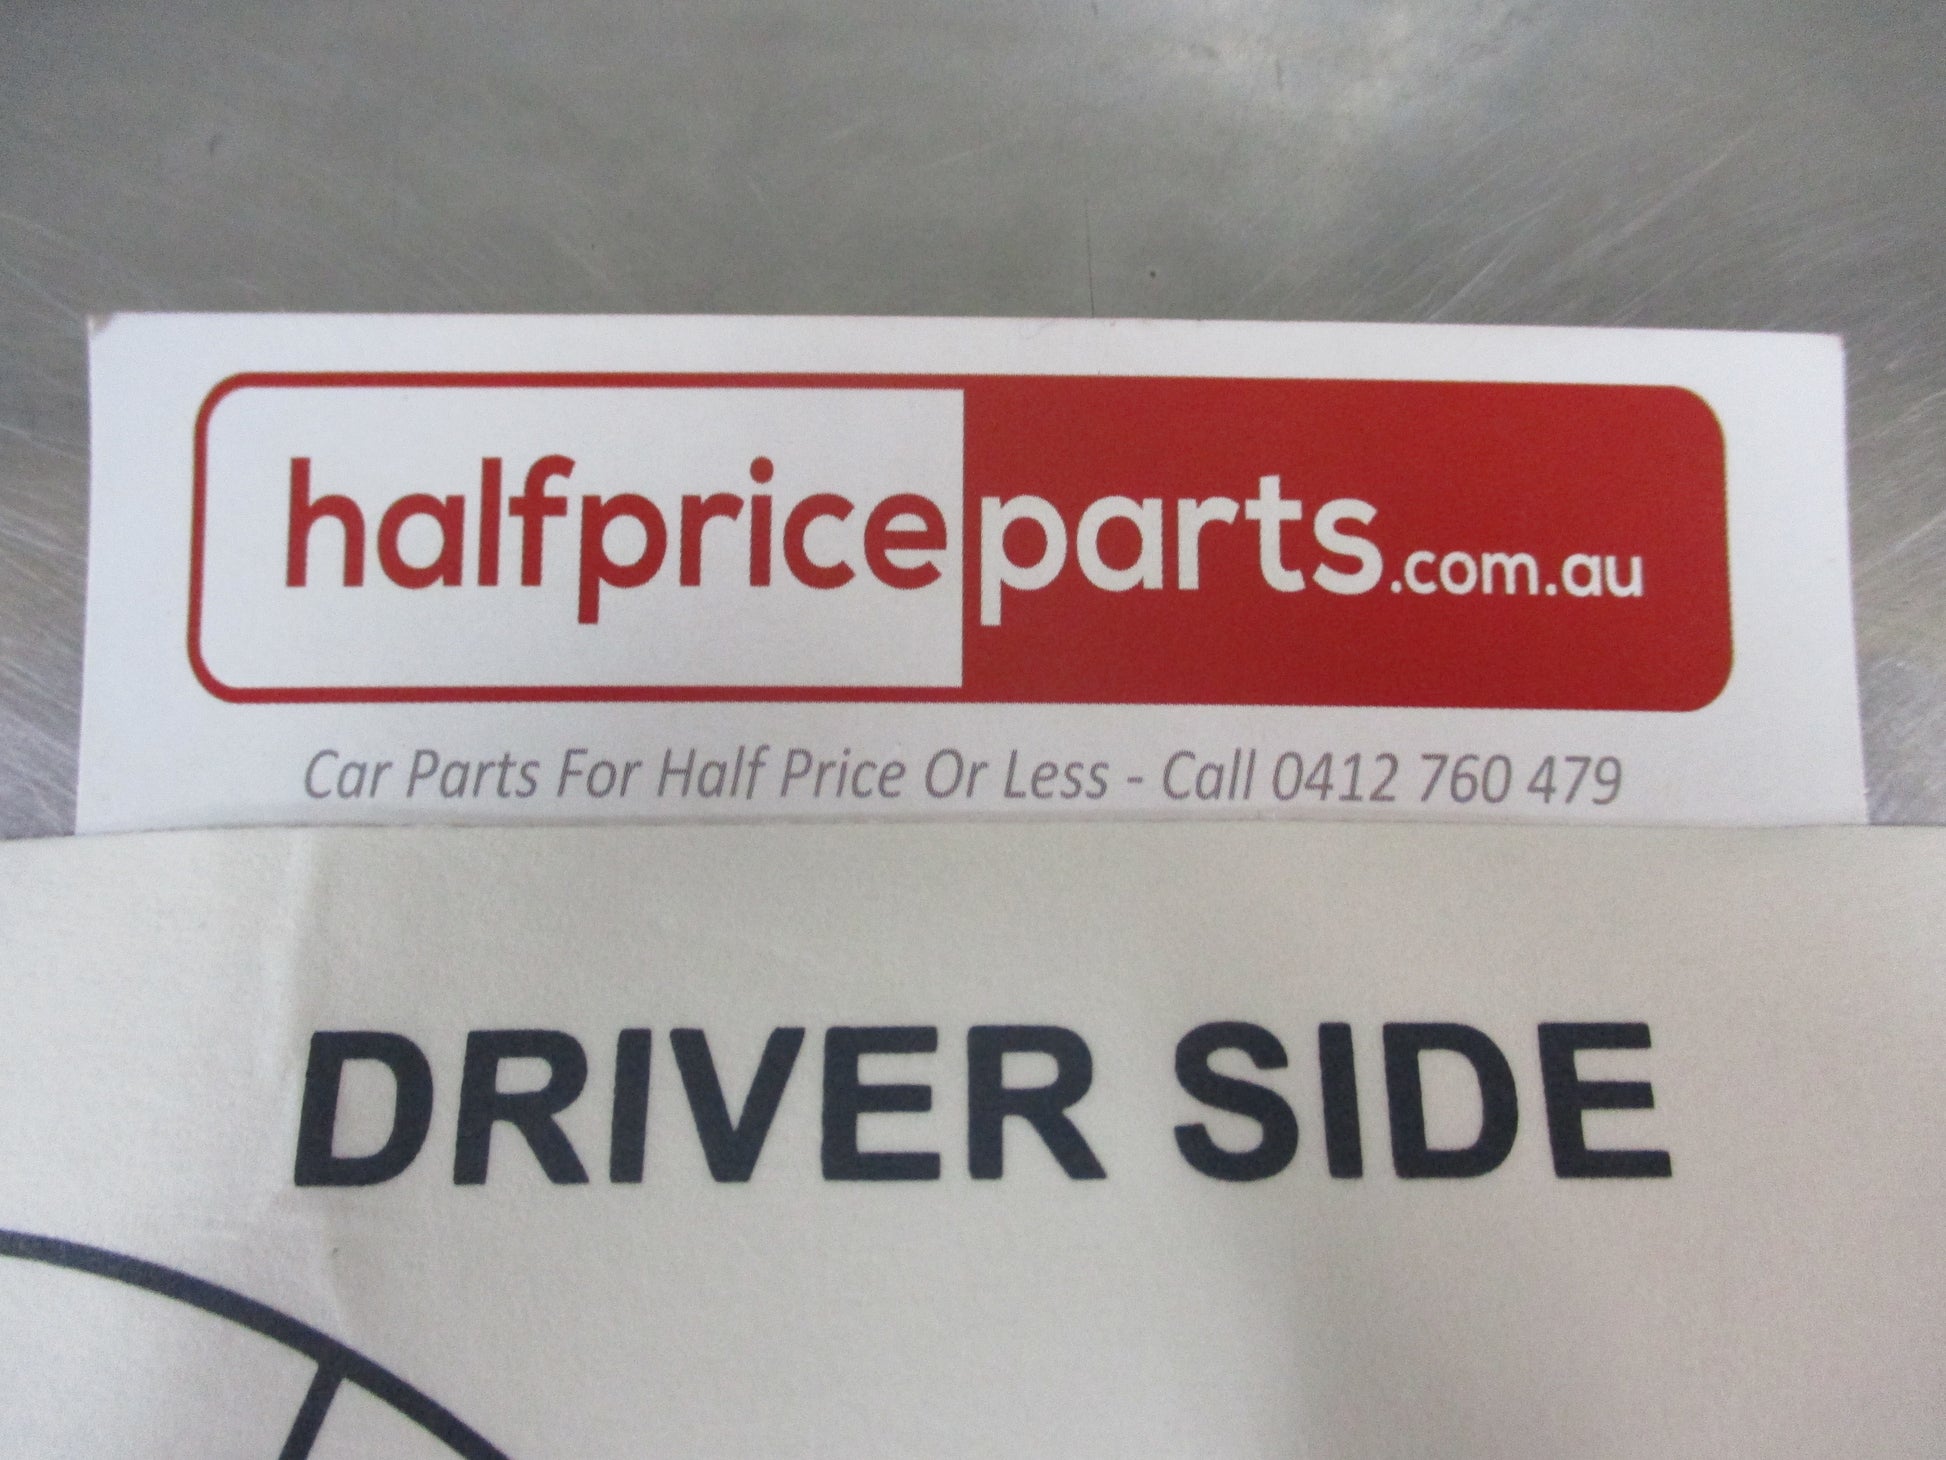 halfpriceparts.com.au
Car Parts For Half Price Or Less - Call 0412 760 479
DRIVER SIDE